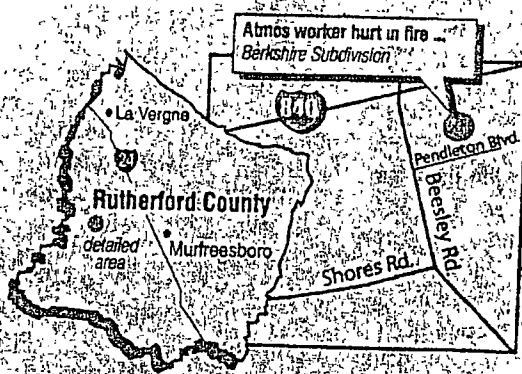 Atmos worker hurt in fire ...
Berkshire Subdivision
840
La Vergne
24
Pendleton Blvd.
Rutherford County
Beesley Rd.
detailed
area
Murfreesboro
Shores Rd.